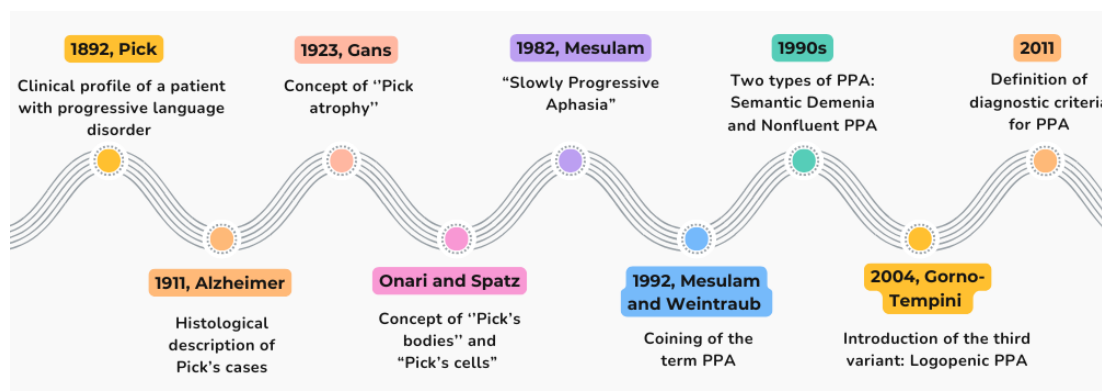 1892, Pick
Clinical profile of a patient
with progressive language
disorder
1911, Alzheimer
Histological
description of
Pick's cases
1923, Gans
Concept of ‘’Pick
atrophy’’
Onari and Spatz
Concept of ‘’Pick's
bodies’’ and
“Pick's cells”
1982, Mesulam
“Slowly Progressive
Aphasia”
1992, Mesulam
and Weintraub
Coining of the
term PPA
1990s
Two types of PPA:
Semantic Demenia
and Nonfluent PPA
2004, Gorno-
Tempini
Introduction of the third
variant: Logopenic PPA
2011
Definition of
diagnostic criteria
for PPA